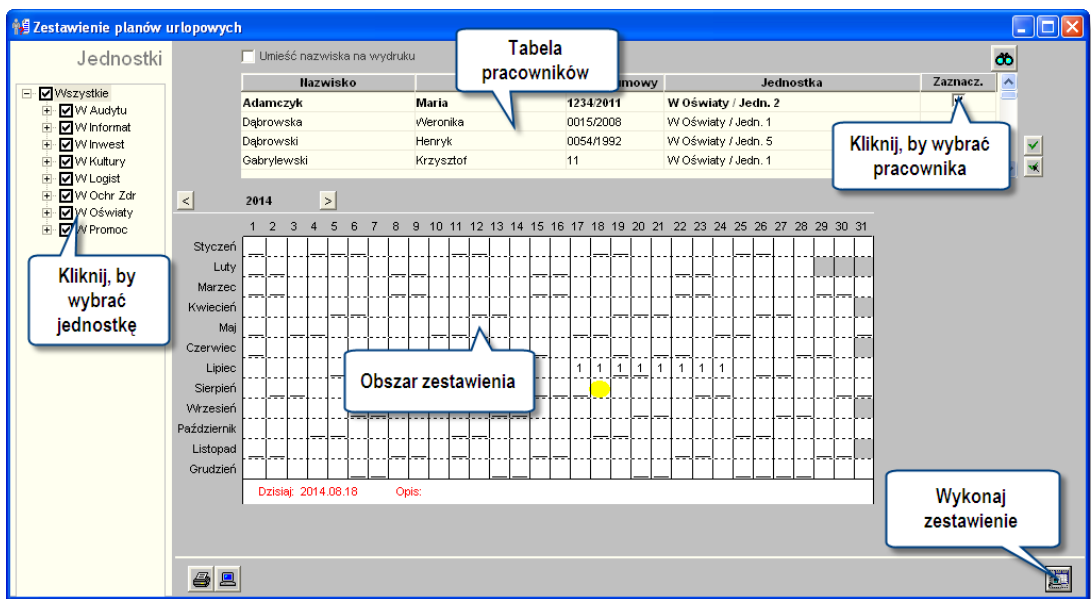 Zestawienie planów urlopowych
Jednostki
Wszystkie
W Audytu
W Informat
W Inwest
W Kultury
W Logist
W Ochr Zdr
W Oświaty
W Promoc
Kliknij, by
wybrać
jednostkę
Umieść nazwiska na wydruku
Tabela
pracowników
Nazwisko umowy Jednostka Zaznacz.
Adamczyk Maria 1234/2011 W Oświaty / Jedn. 2
Dąbrowska Weronika 0015/2008 W Oświaty / Jedn. 1
Dąbrowski Henryk 0054/1992 W Oświaty / Jedn. 5
Gabrylewski Krzysztof 11 W Oświaty / Jedn. 1
Kliknij, by wybrać
pracownika
< 2014 >
1 2 3 4 5 6 7 8 9 10 11 12 13 14 15 16 17 18 19 20 21 22 23 24 25 26 27 28 29 30 31
Styczeń
Luty
Marzec
Kwiecień
Maj
Czerwiec
Lipiec 1 1 1 1 1 1 1 1
Sierpień
Wrzesień
Październik
Listopad
Grudzień
Obszar zestawienia
Dzisiaj: 2014.08.18 Opis:
Wykonaj
zestawienie